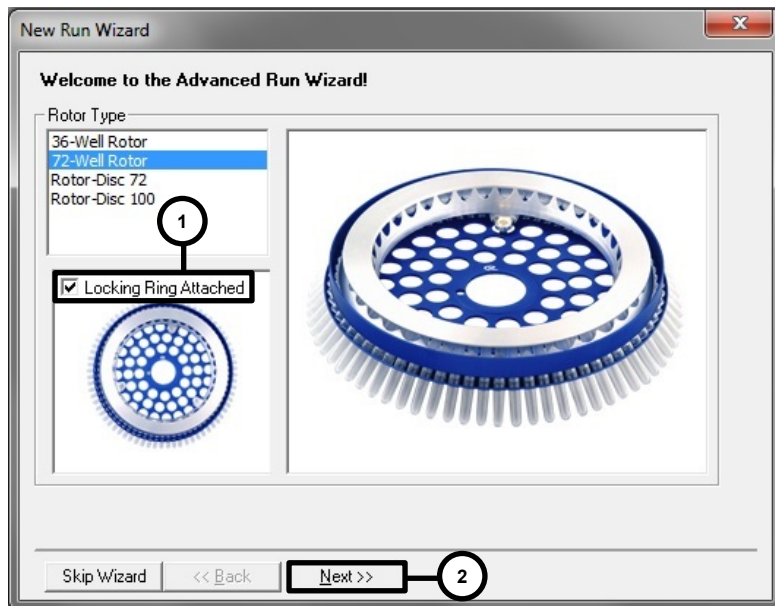 New Run Wizard
Welcome to the Advanced Run Wizard!
Rotor Type
36-Well Rotor
72-Well Rotor
Rotor-Disc 72
Rotor-Disc 100
1
Locking Ring Attached
Skip Wizard
<< Back
Next >>
2